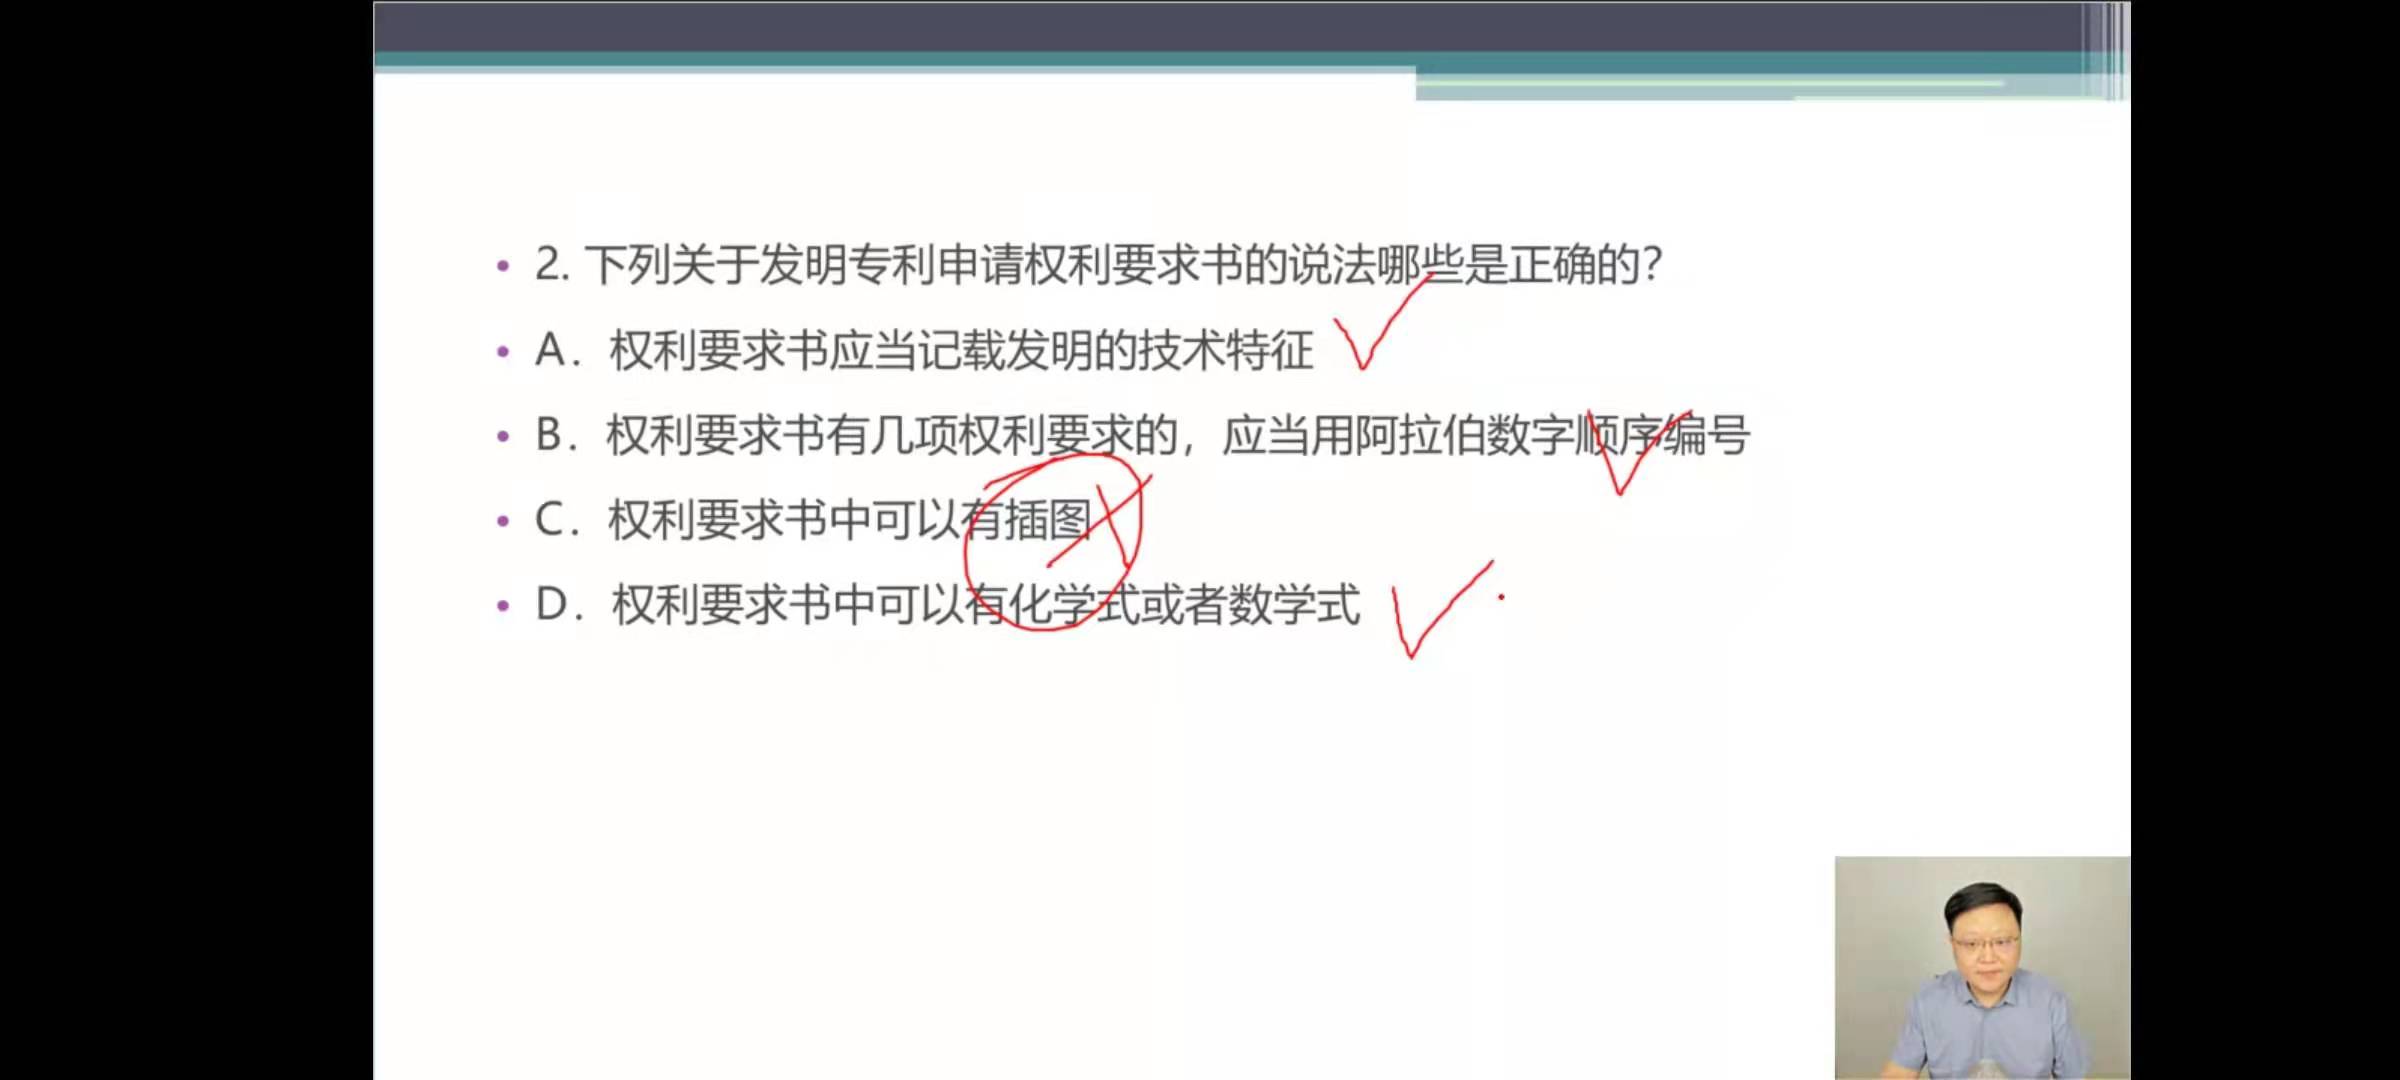 • 2. 下列关于发明专利申请权利要求书的说法哪些是正确的?
• A. 权利要求书应当记载发明的技术特征
• B. 权利要求书有几项权利要求的，应当用阿拉伯数字顺序编号
• C. 权利要求书中可以有插图
• D. 权利要求书中可以有化学式或者数学式